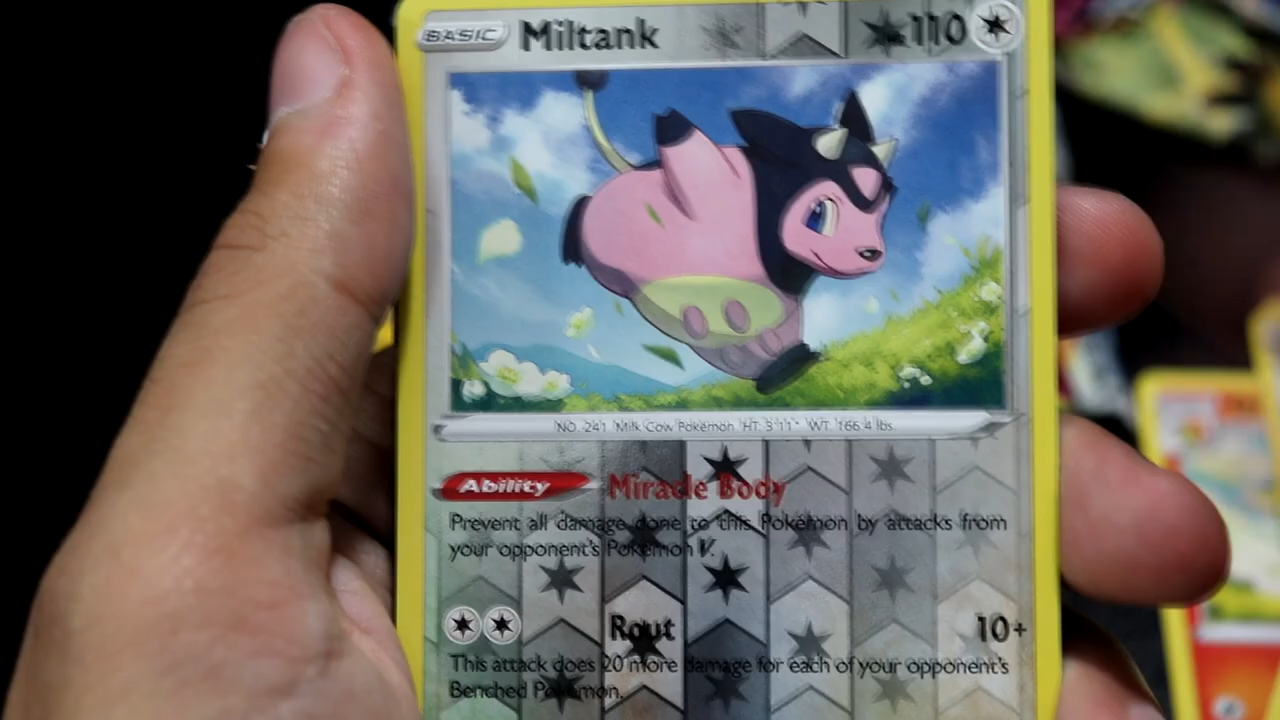 BASIC Miltank 110
NO. 241 Milk Cow Pokémon HT: 3'11" WT: 166.4 lbs.
Ability Miracle Body
Prevent all damage done to this Pokémon by attacks from
your opponent's Pokémon V.
Rout 10+
This attack does 20 more damage for each of your opponent's
Benched Pokémon.